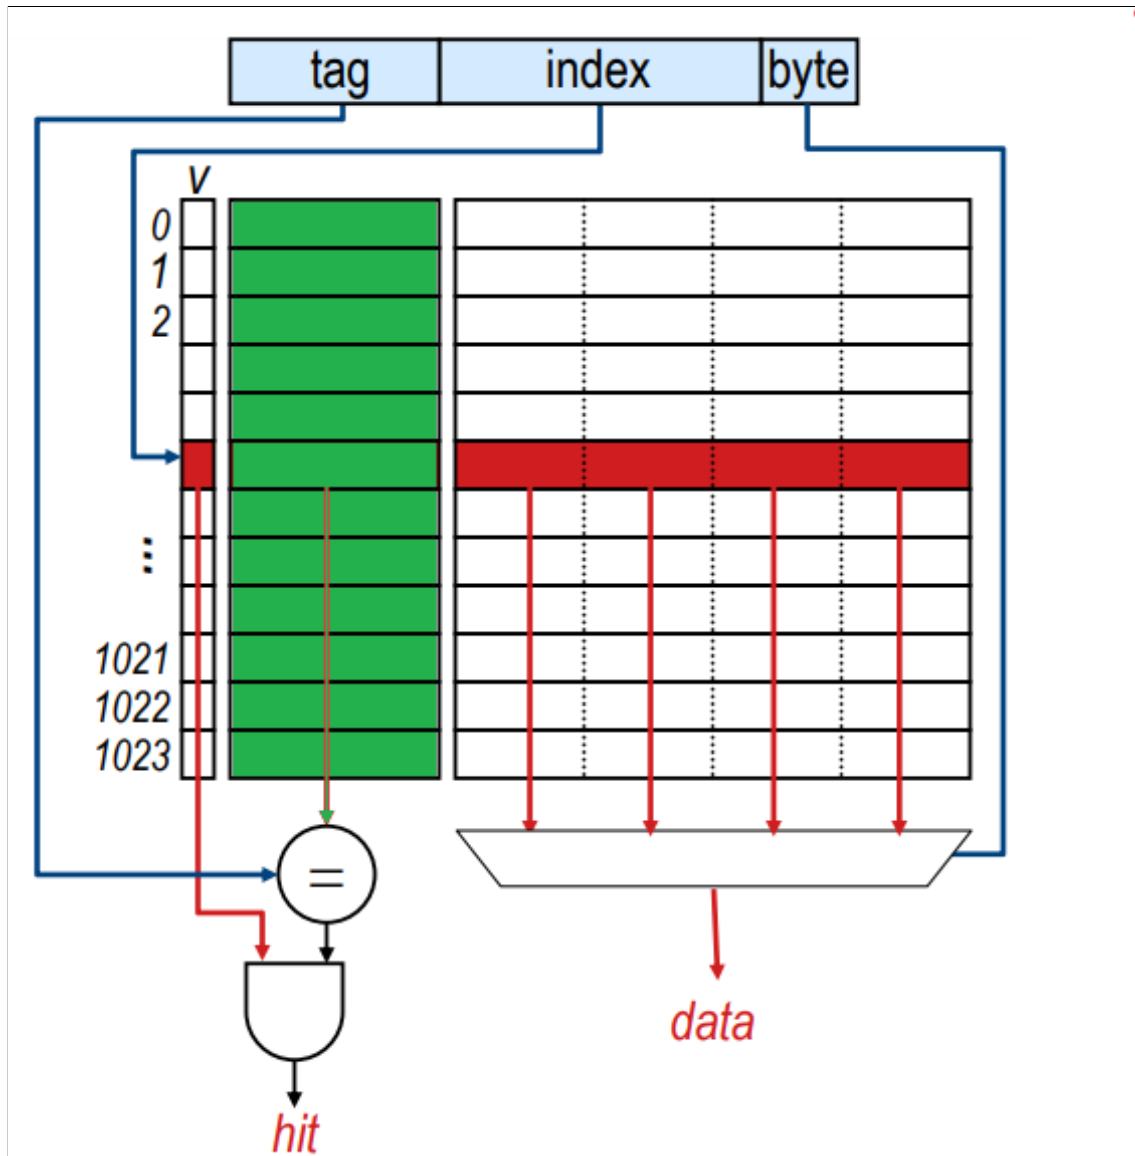 tag index byte
v
0
1
2
...
1021
1022
1023
=
data
hit